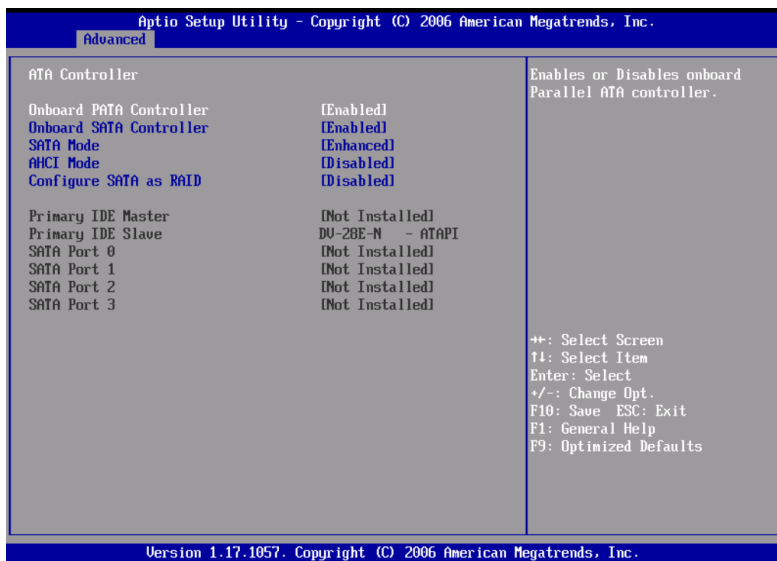 Aptio Setup Utility - Copyright (C) 2006 American Megatrends, Inc.
Advanced
ATA Controller
Onboard PATA Controller [Enabled]
Onboard SATA Controller [Enabled]
SATA Mode [Enhanced]
AHCI Mode [Disabled]
Configure SATA as RAID [Disabled]
Primary IDE Master [Not Installed]
Primary IDE Slave DV-28E-N - ATAPI
SATA Port 0 [Not Installed]
SATA Port 1 [Not Installed]
SATA Port 2 [Not Installed]
SATA Port 3 [Not Installed]
Enables or Disables onboard
Parallel ATA controller.
→←: Select Screen
↑↓: Select Item
Enter: Select
+/-: Change Opt.
F10: Save ESC: Exit
F1: General Help
F9: Optimized Defaults
Version 1.17.1057. Copyright (C) 2006 American Megatrends, Inc.